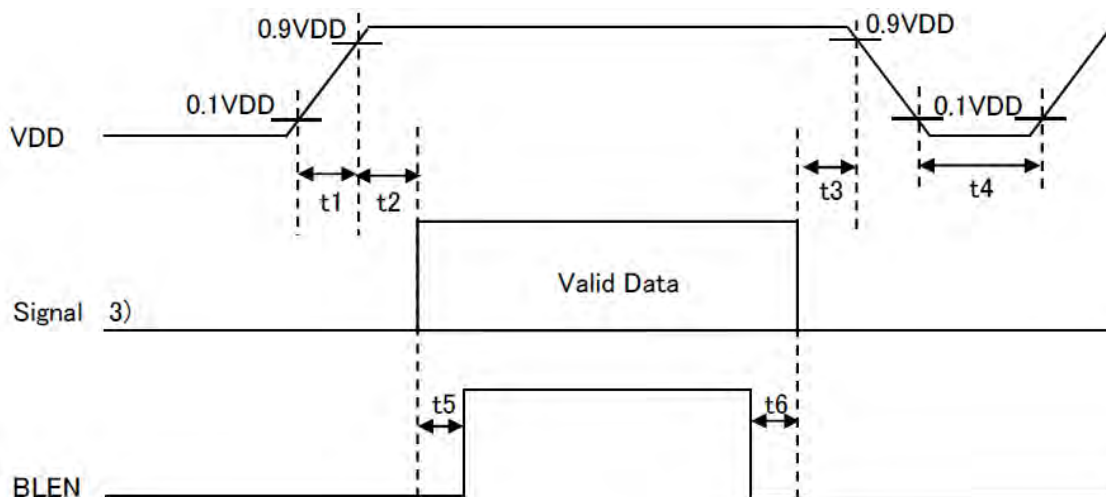 0.9VDD
0.9VDD
0.1VDD
0.1VDD
VDD
t1
t2
t3
t4
Valid Data
Signal 3)
t5
t6
BLEN